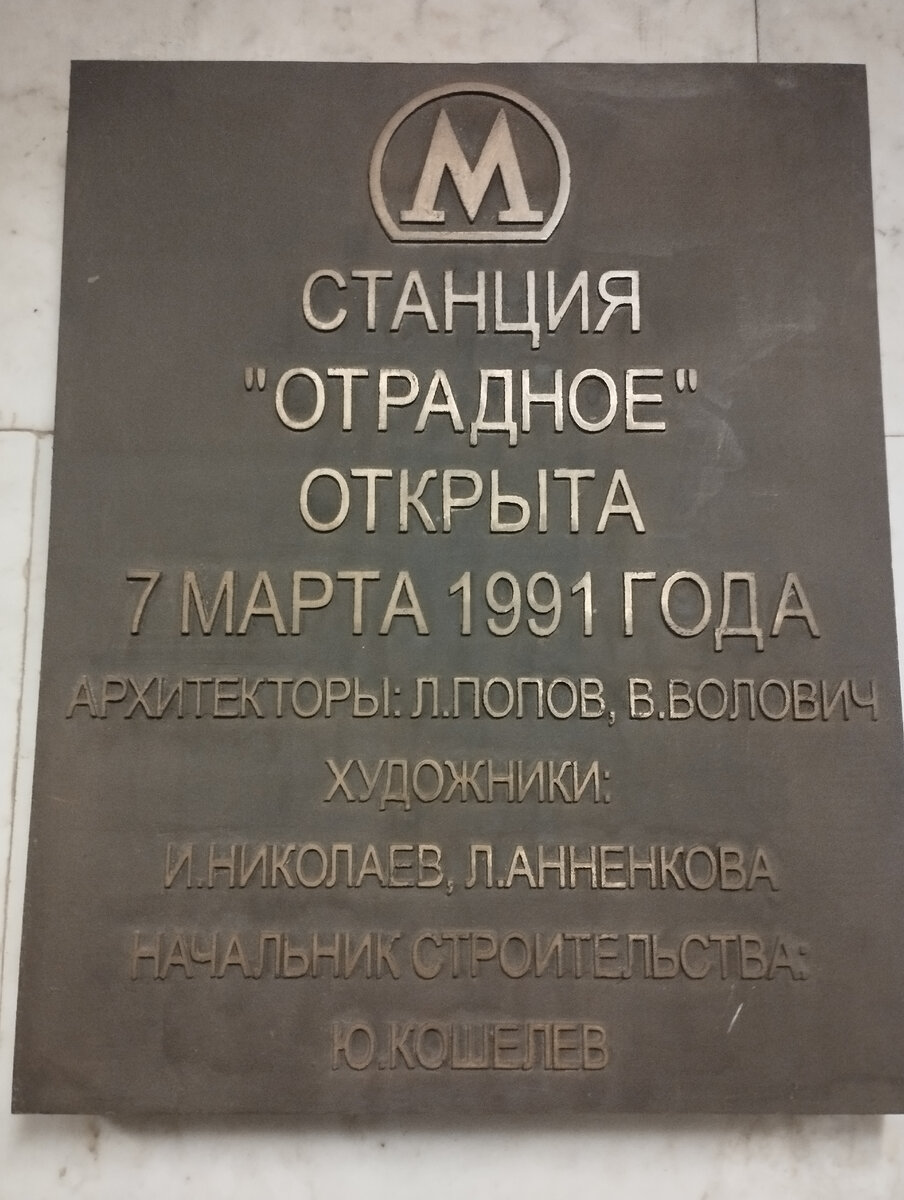 М
СТАНЦИЯ
"ОТРАДНОЕ"
ОТКРЫТА
7 МАРТА 1991 ГОДА
АРХИТЕКТОРЫ: Л.ПОПОВ, В.ВОЛОВИЧ
ХУДОЖНИКИ:
И.НИКОЛАЕВ, Л.АННЕНКОВА
НАЧАЛЬНИК СТРОИТЕЛЬСТВА:
Ю.КОШЕЛЕВ